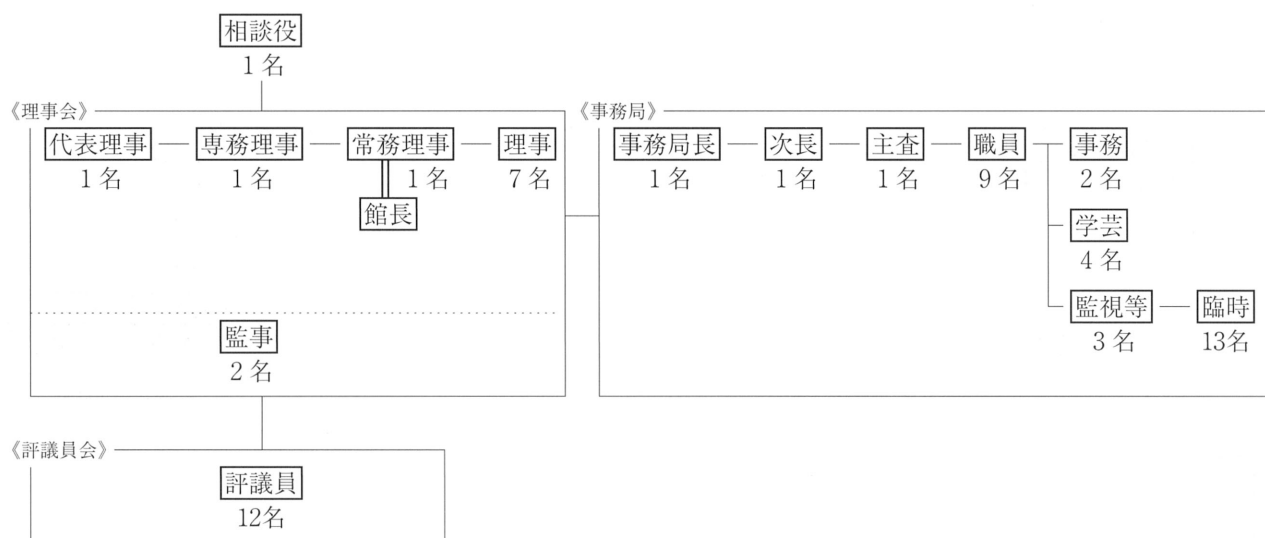 相談役
1名
《理事会》
代表理事 専務理事 常務理事 理事
1名 1名 1名 7名
館長
監事
2名
《事務局》
事務局長 次長 主査 職員 事務
1名 1名 1名 9名 2名
学芸
4名
監視等 臨時
3名 13名
《評議員会》
評議員
12名